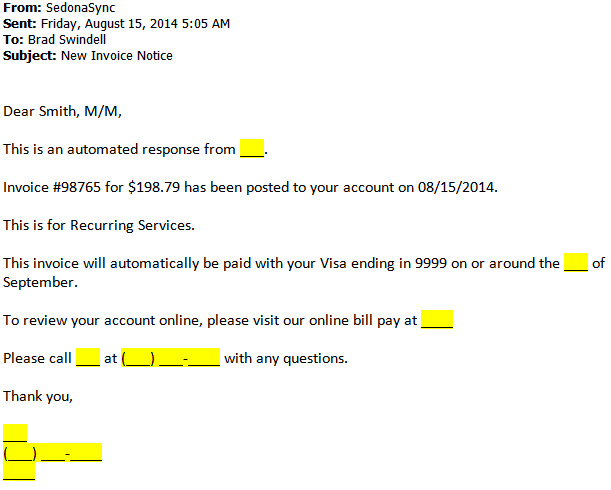 From: SedonaSync
Sent: Friday, August 15, 2014 5:05 AM
To: Brad Swindell
Subject: New Invoice Notice
Dear Smith, M/M,
This is an automated response from ___.
Invoice #98765 for $198.79 has been posted to your account on 08/15/2014.
This is for Recurring Services.
This invoice will automatically be paid with your Visa ending in 9999 on or around the ___ of
September.
To review your account online, please visit our online bill pay at ____
Please call ___ at (___) ___-____ with any questions.
Thank you,
___
(___) ___-____
____